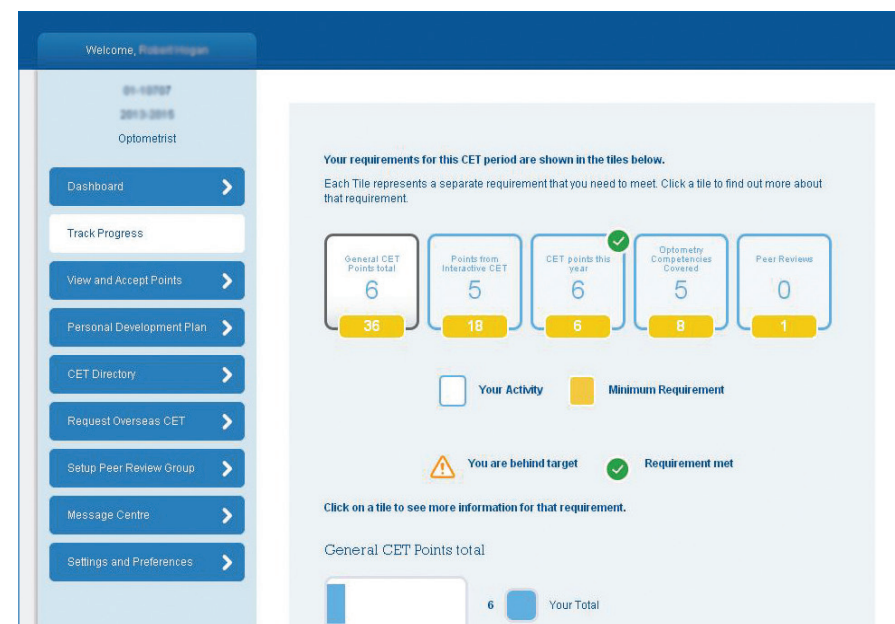 Welcome,
Optometrist
Dashboard
Track Progress
View and Accept Points
Personal Development Plan
CET Directory
Request Overseas CET
Setup Peer Review Group
Message Centre
Settings and Preferences
Your requirements for this CET period are shown in the tiles below.
Each Tile represents a separate requirement that you need to meet. Click a tile to find out more about
that requirement.
General CET
Points total
6
36
Points from
Interactive CET
5
18
CET points this
year
6
6
Optometry
Competencies
Covered
5
8
Peer Reviews
0
1
Your Activity
Minimum Requirement
You are behind target
Requirement met
Click on a tile to see more information for that requirement.
General CET Points total
6 Your Total